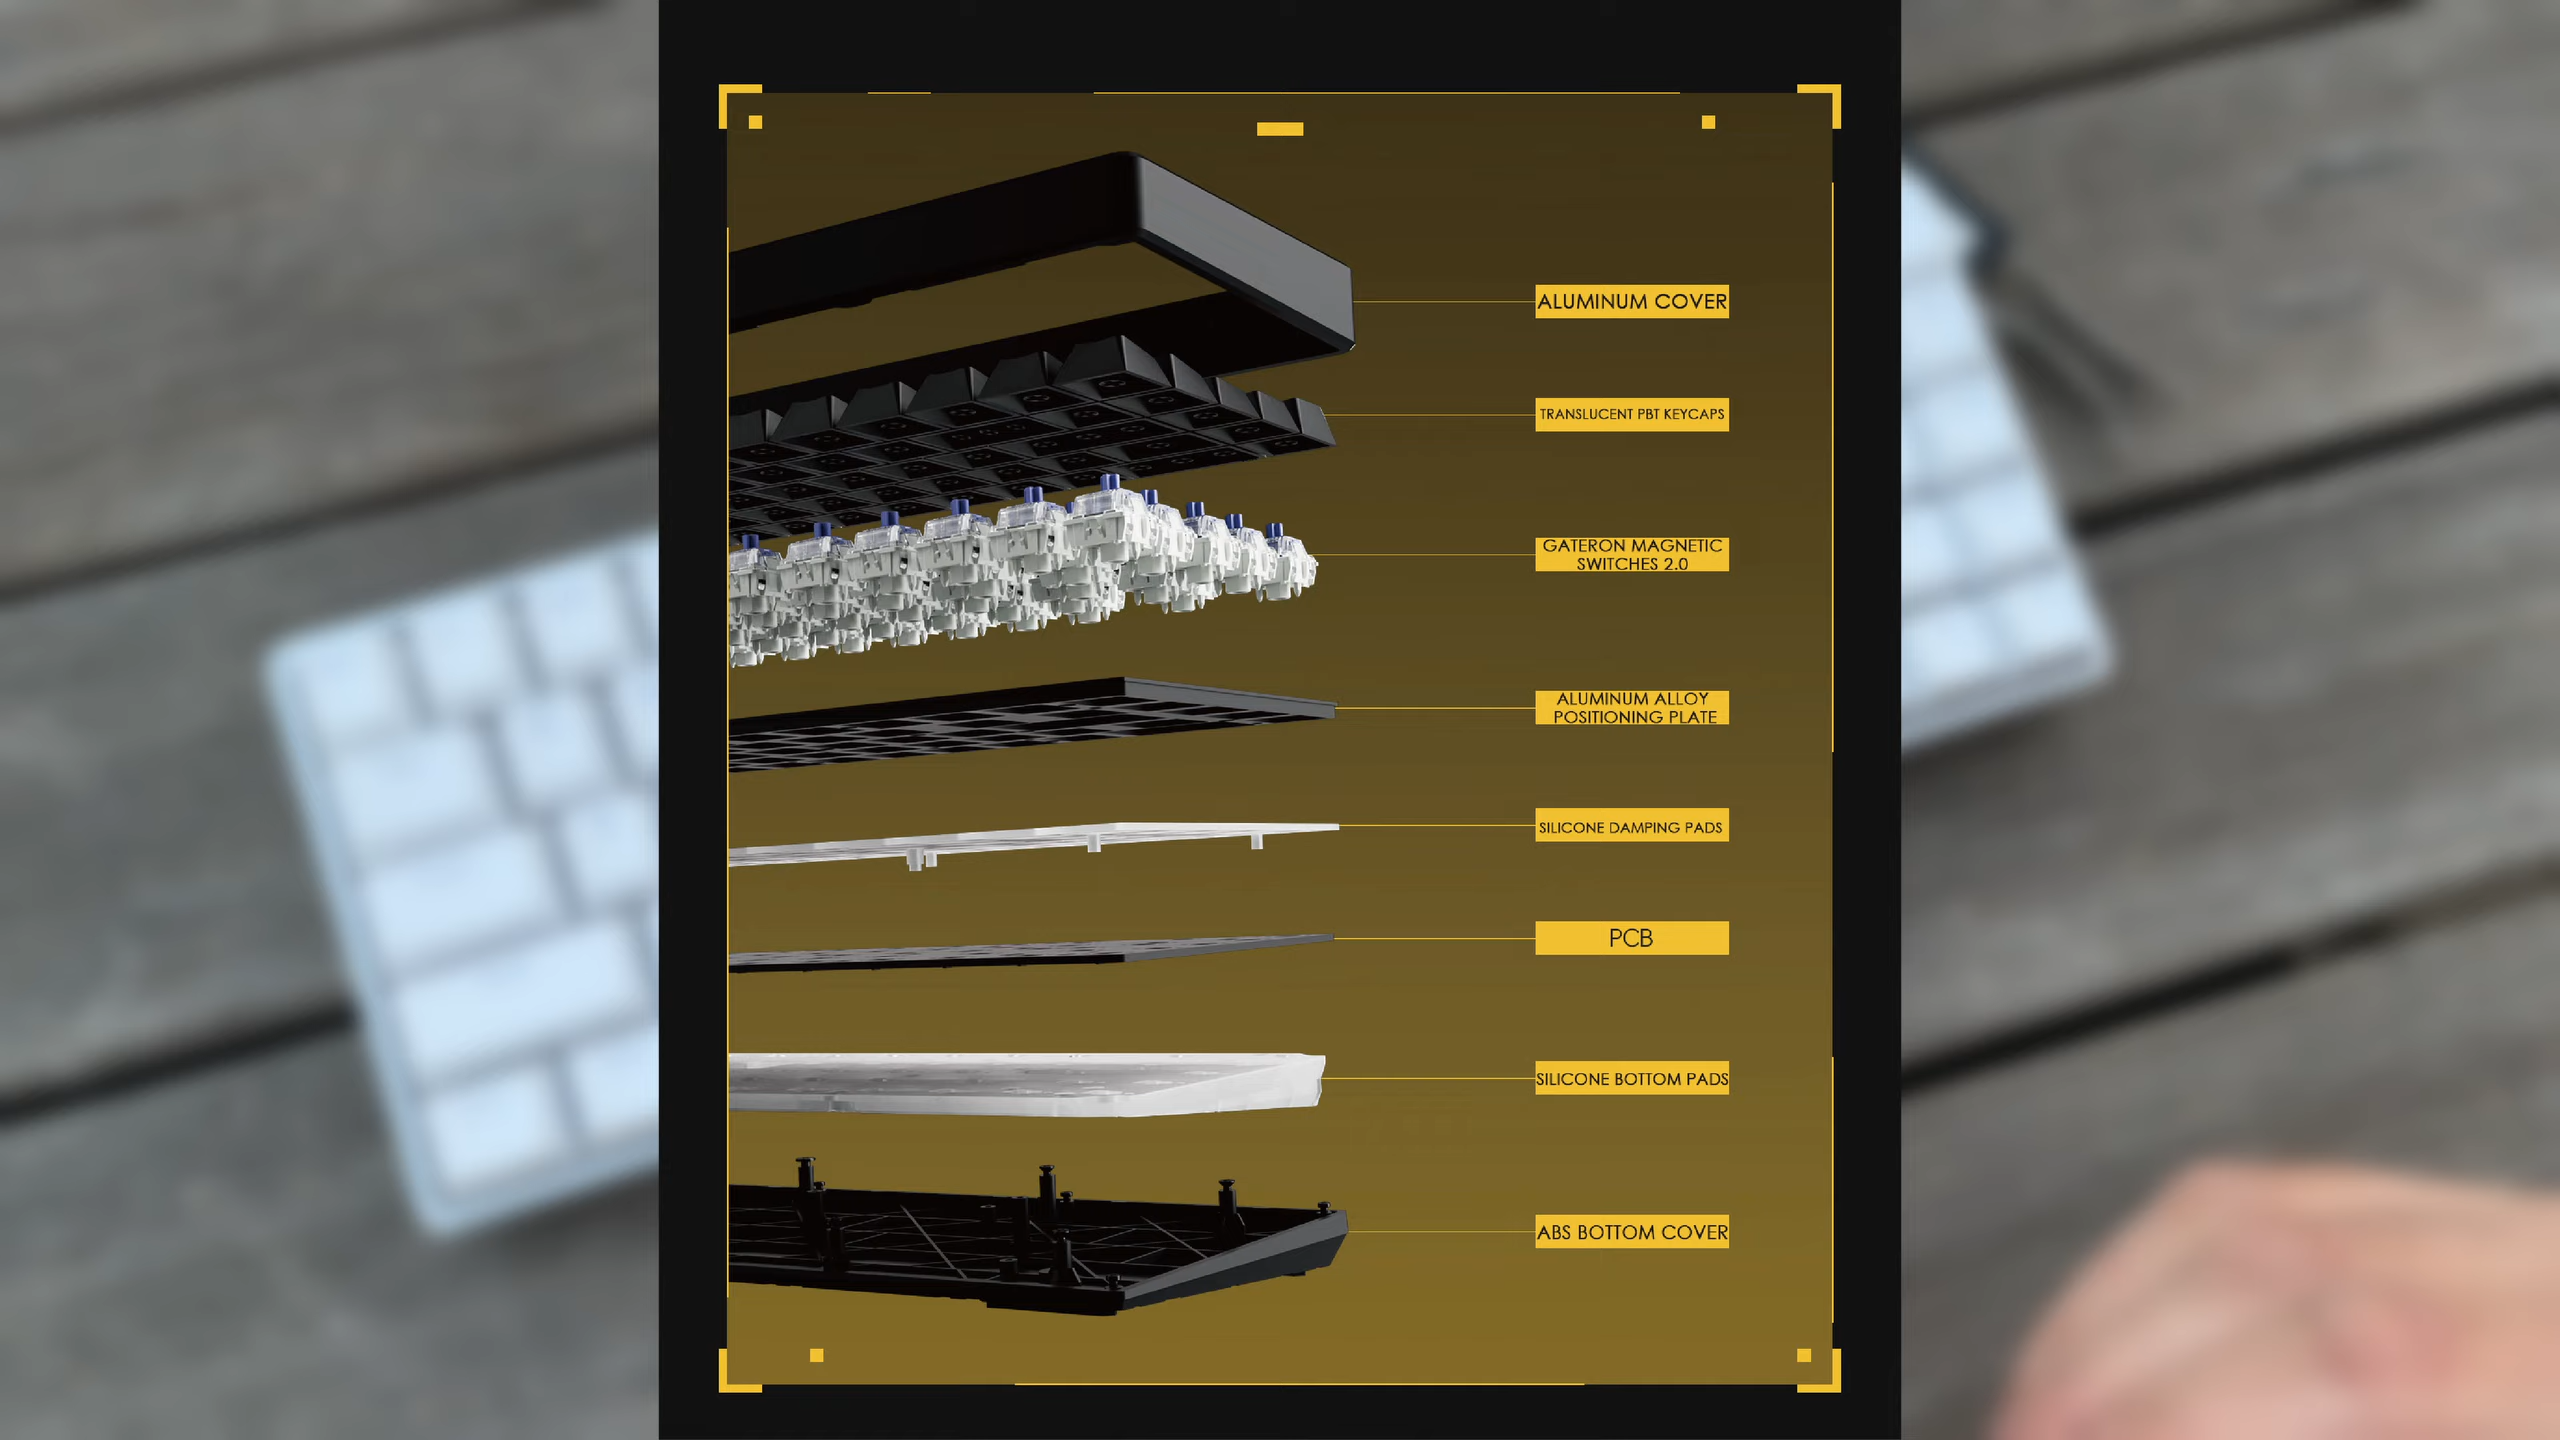 ALUMINUM COVER
TRANSLUCENT PBT KEYCAPS
GATERON MAGNETIC
SWITCHES 2.0
ALUMINUM ALLOY
POSITIONING PLATE
SILICONE DAMPING PADS
PCB
SILICONE BOTTOM PADS
ABS BOTTOM COVER